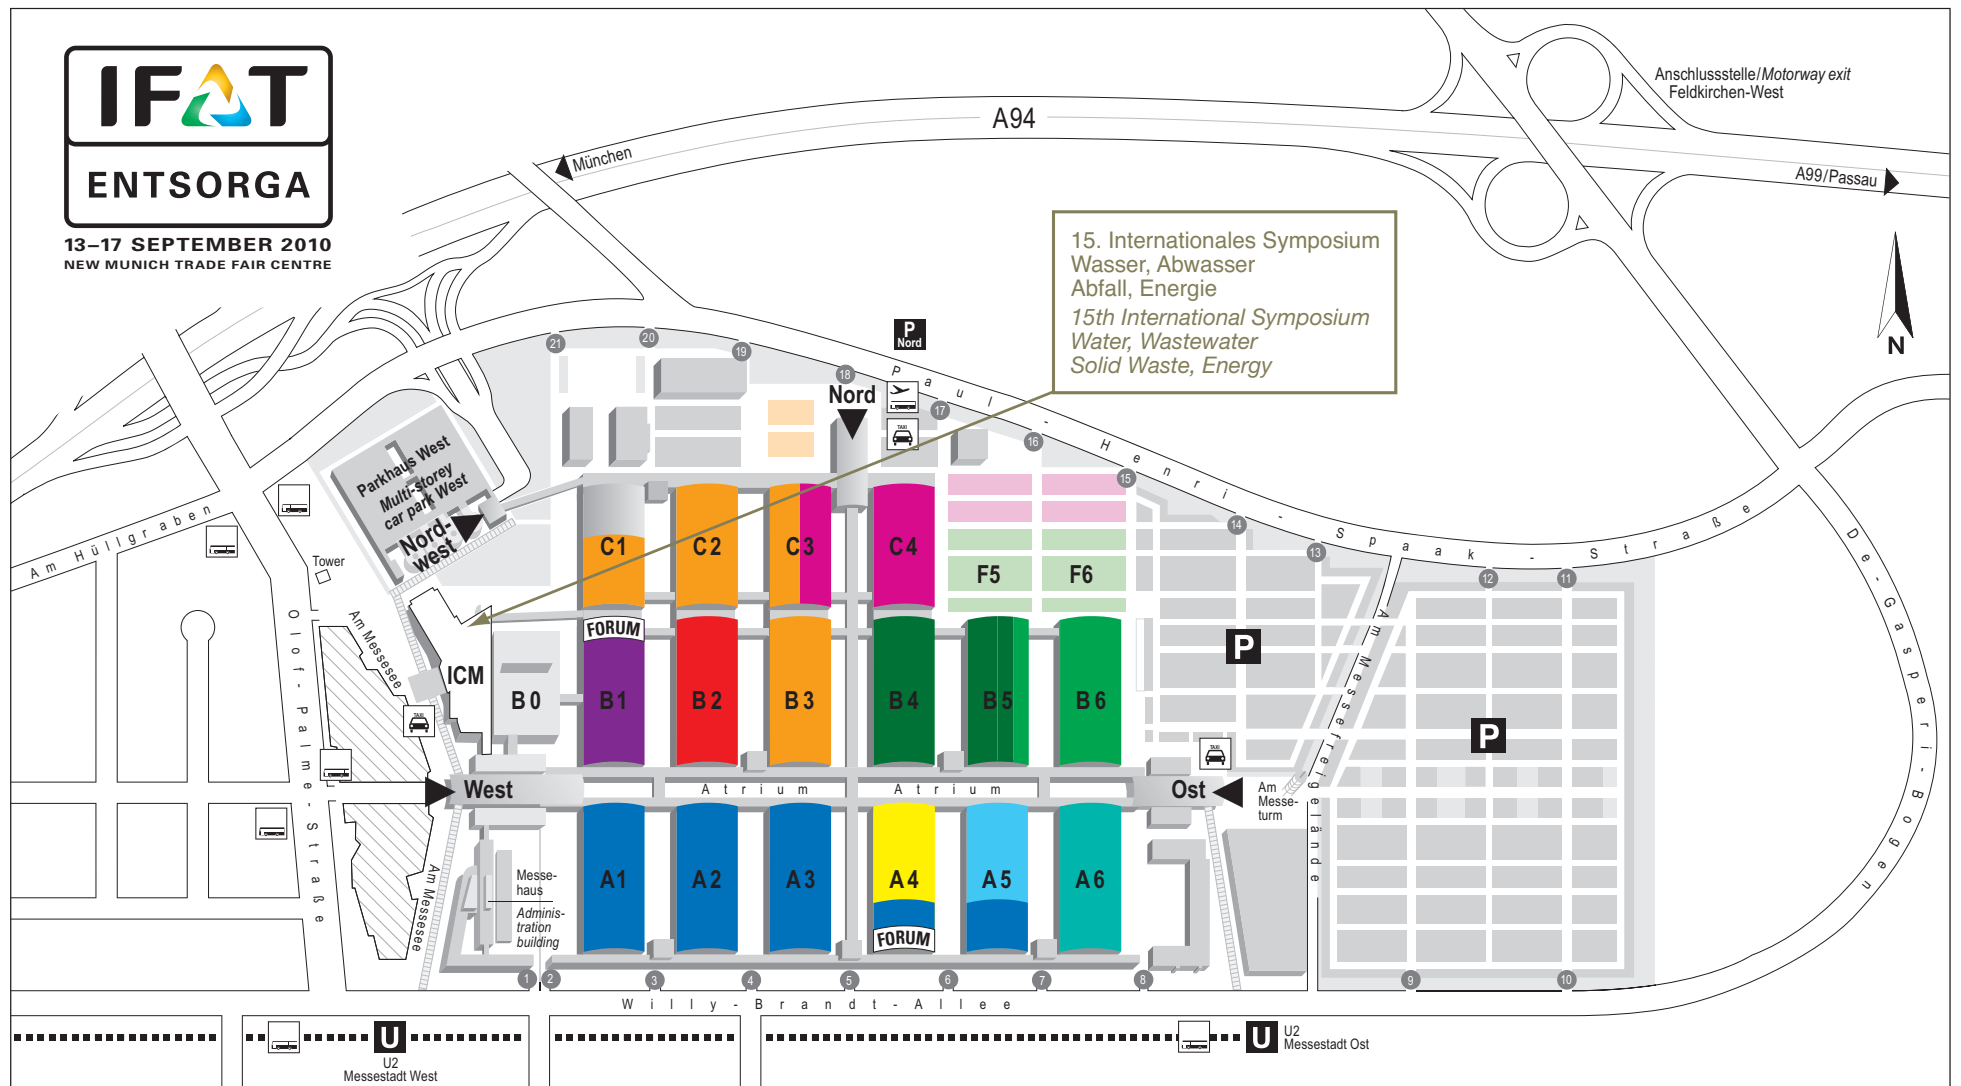 IFAT
ENTSORGA
13–17 SEPTEMBER 2010
NEW MUNICH TRADE FAIR CENTRE
Anschlussstelle/Motorway exit
Feldkirchen-West
A94
München
A99/Passau
15. Internationales Symposium
Wasser, Abwasser
Abfall, Energie
15th International Symposium
Water, Wastewater
Solid Waste, Energy
N
P
Nord
21
20
19
18
17
16
15
14
13
12
11
Nord
TAXI
Paul-Henri-Spaak-Straße
Parkhaus West
Multi-storey
car park West
Nord-
west
Am Hüllgraben
Tower
Am Messesee
Olof-Palme-Straße
De-Gasperi-Bogen
Am Messefreigelände
C1
C2
C3
C4
F5
F6
FORUM
ICM
B0
B1
B2
B3
B4
B5
B6
P
P
TAXI
TAXI
West
Atrium
Atrium
Ost
Am
Messe-
turm
A1
A2
A3
A4
A5
A6
FORUM
Messe-
haus
Adminis-
tration
building
Am Messesee
1
2
3
4
5
6
7
8
9
10
Willy-Brandt-Allee
U
U2
Messestadt West
U
U2
Messestadt Ost